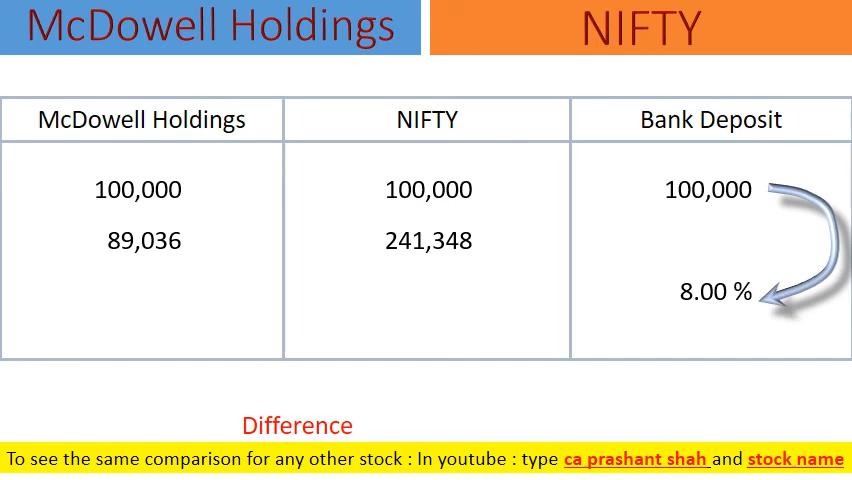 McDowell Holdings NIFTY
McDowell Holdings NIFTY Bank Deposit
100,000 100,000 100,000
89,036 241,348
8.00 %
Difference
To see the same comparison for any other stock : In youtube : type ca prashant shah and stock name